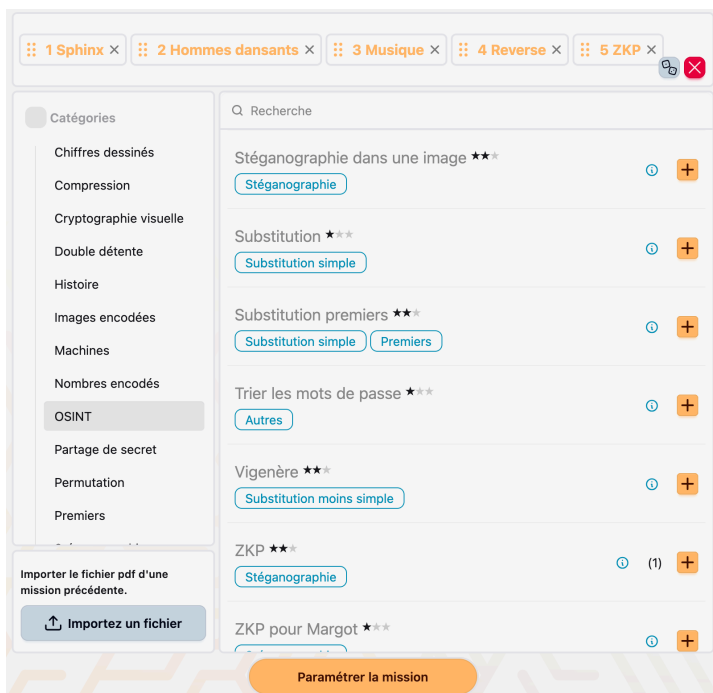 1 Sphinx × 2 Hommes dansants × 3 Musique × 4 Reverse × 5 ZKP ×
Catégories
Chiffres dessinés
Compression
Cryptographie visuelle
Double détente
Histoire
Images encodées
Machines
Nombres encodés
OSINT
Partage de secret
Permutation
Premiers
Importer le fichier pdf d'une
mission précédente.
Importez un fichier
Recherche
Stéganographie dans une image ★★★
Stéganographie
Substitution ★★★
Substitution simple
Substitution premiers ★★★
Substitution simple Premiers
Trier les mots de passe ★★★
Autres
Vigenère ★★★
Substitution moins simple
ZKP ★★★
(1)
Stéganographie
ZKP pour Margot ★★★
Paramétrer la mission